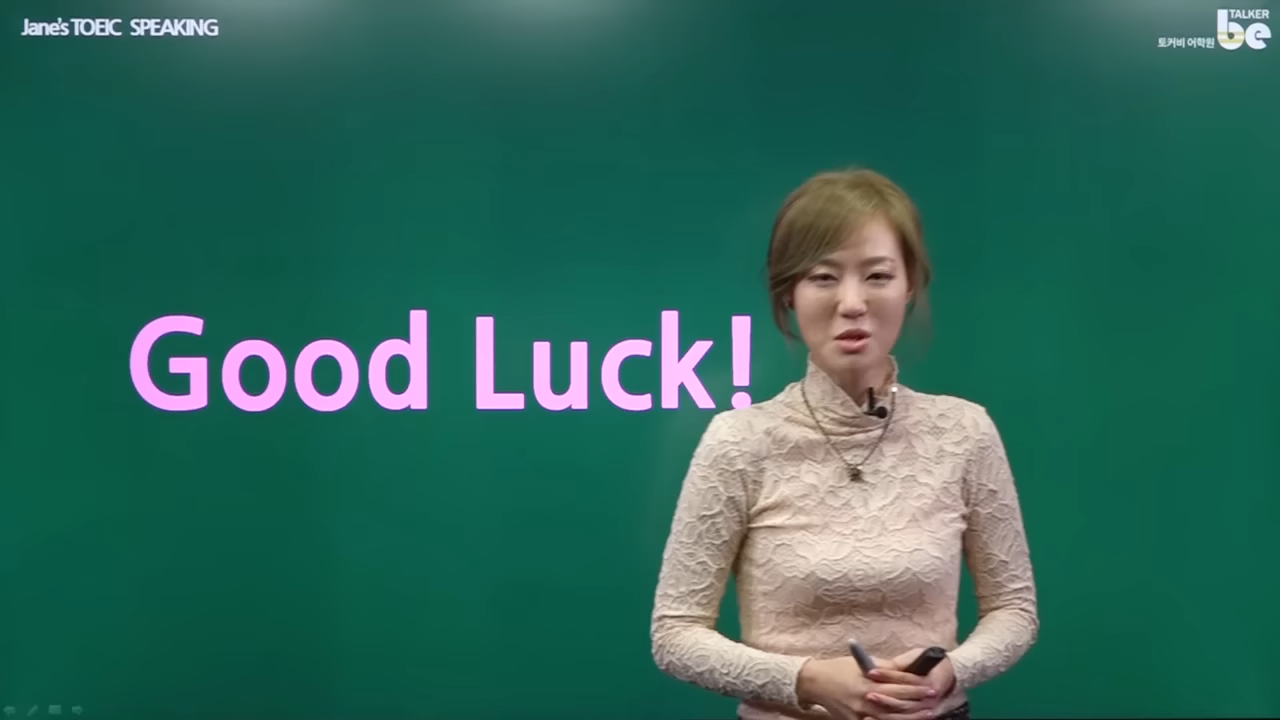 Jane's TOEIC SPEAKING
TALKER
be
토커비 어학원
Good Luck!